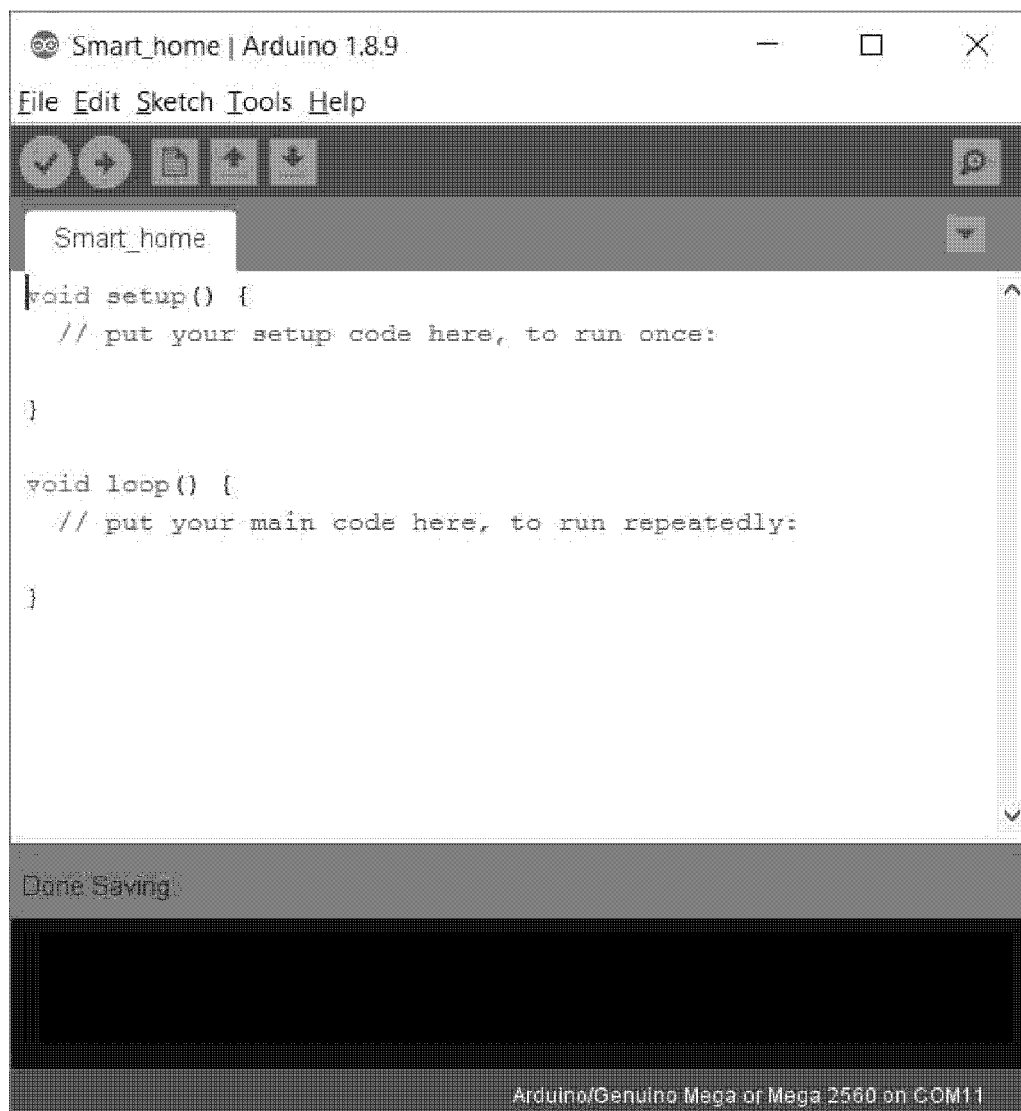 Smart_home | Arduino 1.8.9
File Edit Sketch Tools Help
Smart_home
void setup() {
  // put your setup code here, to run once:
}
void loop() {
  // put your main code here, to run repeatedly:
}
Done Saving.
Arduino/Genuino Mega or Mega 2560 on COM11